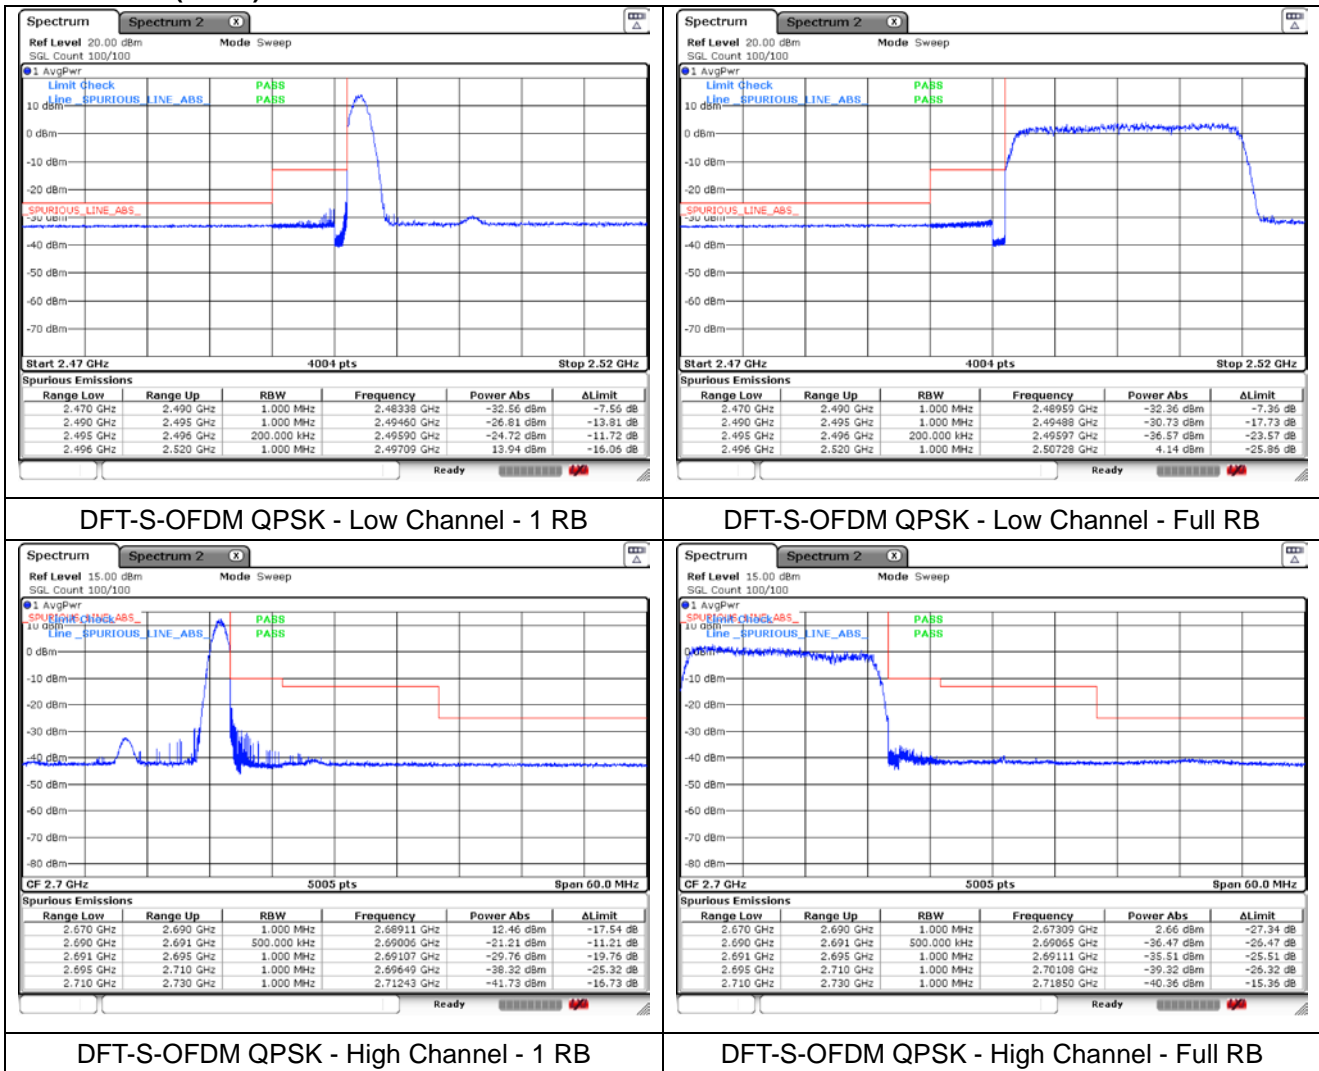 Spectrum Spectrum 2 X
Ref Level 20.00 dBm Mode Sweep
SGL Count 100/100
1 AvgPwr
Limit Check PASS
Line _SPURIOUS_LINE_ABS_ PASS
10 dBm
0 dBm
-10 dBm
-20 dBm
_SPURIOUS_LINE_ABS_
-30 dBm
-40 dBm
-50 dBm
-60 dBm
-70 dBm
Start 2.47 GHz 4004 pts Stop 2.52 GHz
Spurious Emissions
Range Low Range Up RBW Frequency Power Abs ΔLimit
2.470 GHz 2.490 GHz 1.000 MHz 2.48338 GHz -32.56 dBm -7.56 dB
2.490 GHz 2.495 GHz 1.000 MHz 2.49460 GHz -26.81 dBm -13.81 dB
2.495 GHz 2.496 GHz 200.000 kHz 2.49590 GHz -24.72 dBm -11.72 dB
2.496 GHz 2.520 GHz 1.000 MHz 2.49709 GHz 13.94 dBm -16.06 dB
Ready
DFT-S-OFDM QPSK - Low Channel - 1 RB
Spectrum Spectrum 2 X
Ref Level 20.00 dBm Mode Sweep
SGL Count 100/100
1 AvgPwr
Limit Check PASS
Line _SPURIOUS_LINE_ABS_ PASS
10 dBm
0 dBm
-10 dBm
-20 dBm
_SPURIOUS_LINE_ABS_
-30 dBm
-40 dBm
-50 dBm
-60 dBm
-70 dBm
Start 2.47 GHz 4004 pts Stop 2.52 GHz
Spurious Emissions
Range Low Range Up RBW Frequency Power Abs ΔLimit
2.470 GHz 2.490 GHz 1.000 MHz 2.48959 GHz -32.36 dBm -7.36 dB
2.490 GHz 2.495 GHz 1.000 MHz 2.49488 GHz -30.73 dBm -17.73 dB
2.495 GHz 2.496 GHz 200.000 kHz 2.49597 GHz -36.57 dBm -23.57 dB
2.496 GHz 2.520 GHz 1.000 MHz 2.50728 GHz 4.14 dBm -25.86 dB
Ready
DFT-S-OFDM QPSK - Low Channel - Full RB
Spectrum Spectrum 2 X
Ref Level 15.00 dBm Mode Sweep
SGL Count 100/100
1 AvgPwr
_SPURIOUS_LINE_ABS_
Limit Check PASS
10 dBm
Line _SPURIOUS_LINE_ABS_ PASS
0 dBm
-10 dBm
-20 dBm
-30 dBm
-40 dBm
-50 dBm
-60 dBm
-70 dBm
-80 dBm
CF 2.7 GHz 5005 pts Span 60.0 MHz
Spurious Emissions
Range Low Range Up RBW Frequency Power Abs ΔLimit
2.670 GHz 2.690 GHz 1.000 MHz 2.68911 GHz 12.46 dBm -17.54 dB
2.690 GHz 2.691 GHz 500.000 kHz 2.69006 GHz -21.21 dBm -11.21 dB
2.691 GHz 2.695 GHz 1.000 MHz 2.69107 GHz -29.76 dBm -19.76 dB
2.695 GHz 2.710 GHz 1.000 MHz 2.69649 GHz -38.32 dBm -25.32 dB
2.710 GHz 2.730 GHz 1.000 MHz 2.71243 GHz -41.73 dBm -16.73 dB
Ready
DFT-S-OFDM QPSK - High Channel - 1 RB
Spectrum Spectrum 2 X
Ref Level 15.00 dBm Mode Sweep
SGL Count 100/100
1 AvgPwr
_SPURIOUS_LINE_ABS_
Limit Check PASS
10 dBm
Line _SPURIOUS_LINE_ABS_ PASS
0 dBm
-10 dBm
-20 dBm
-30 dBm
-40 dBm
-50 dBm
-60 dBm
-70 dBm
-80 dBm
CF 2.7 GHz 5005 pts Span 60.0 MHz
Spurious Emissions
Range Low Range Up RBW Frequency Power Abs ΔLimit
2.670 GHz 2.690 GHz 1.000 MHz 2.67309 GHz 2.66 dBm -27.34 dB
2.690 GHz 2.691 GHz 500.000 kHz 2.69065 GHz -36.47 dBm -26.47 dB
2.691 GHz 2.695 GHz 1.000 MHz 2.69111 GHz -35.51 dBm -25.51 dB
2.695 GHz 2.710 GHz 1.000 MHz 2.70108 GHz -39.32 dBm -26.32 dB
2.710 GHz 2.730 GHz 1.000 MHz 2.71850 GHz -40.36 dBm -15.36 dB
Ready
DFT-S-OFDM QPSK - High Channel - Full RB